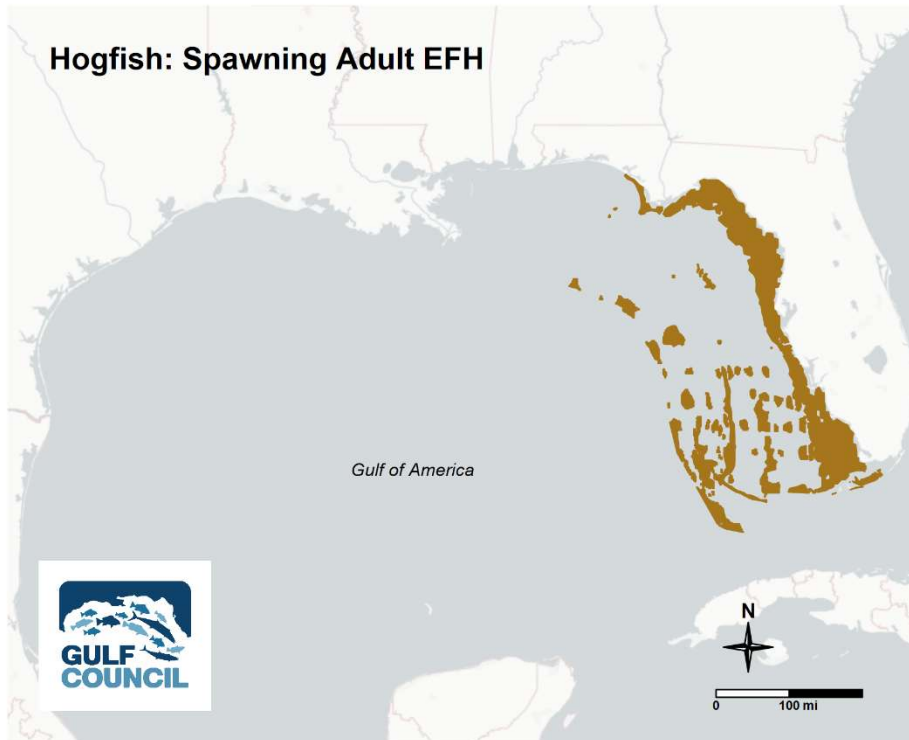 Hogfish: Spawning Adult EFH
Gulf of America
GULF
COUNCIL
N
0 100 mi